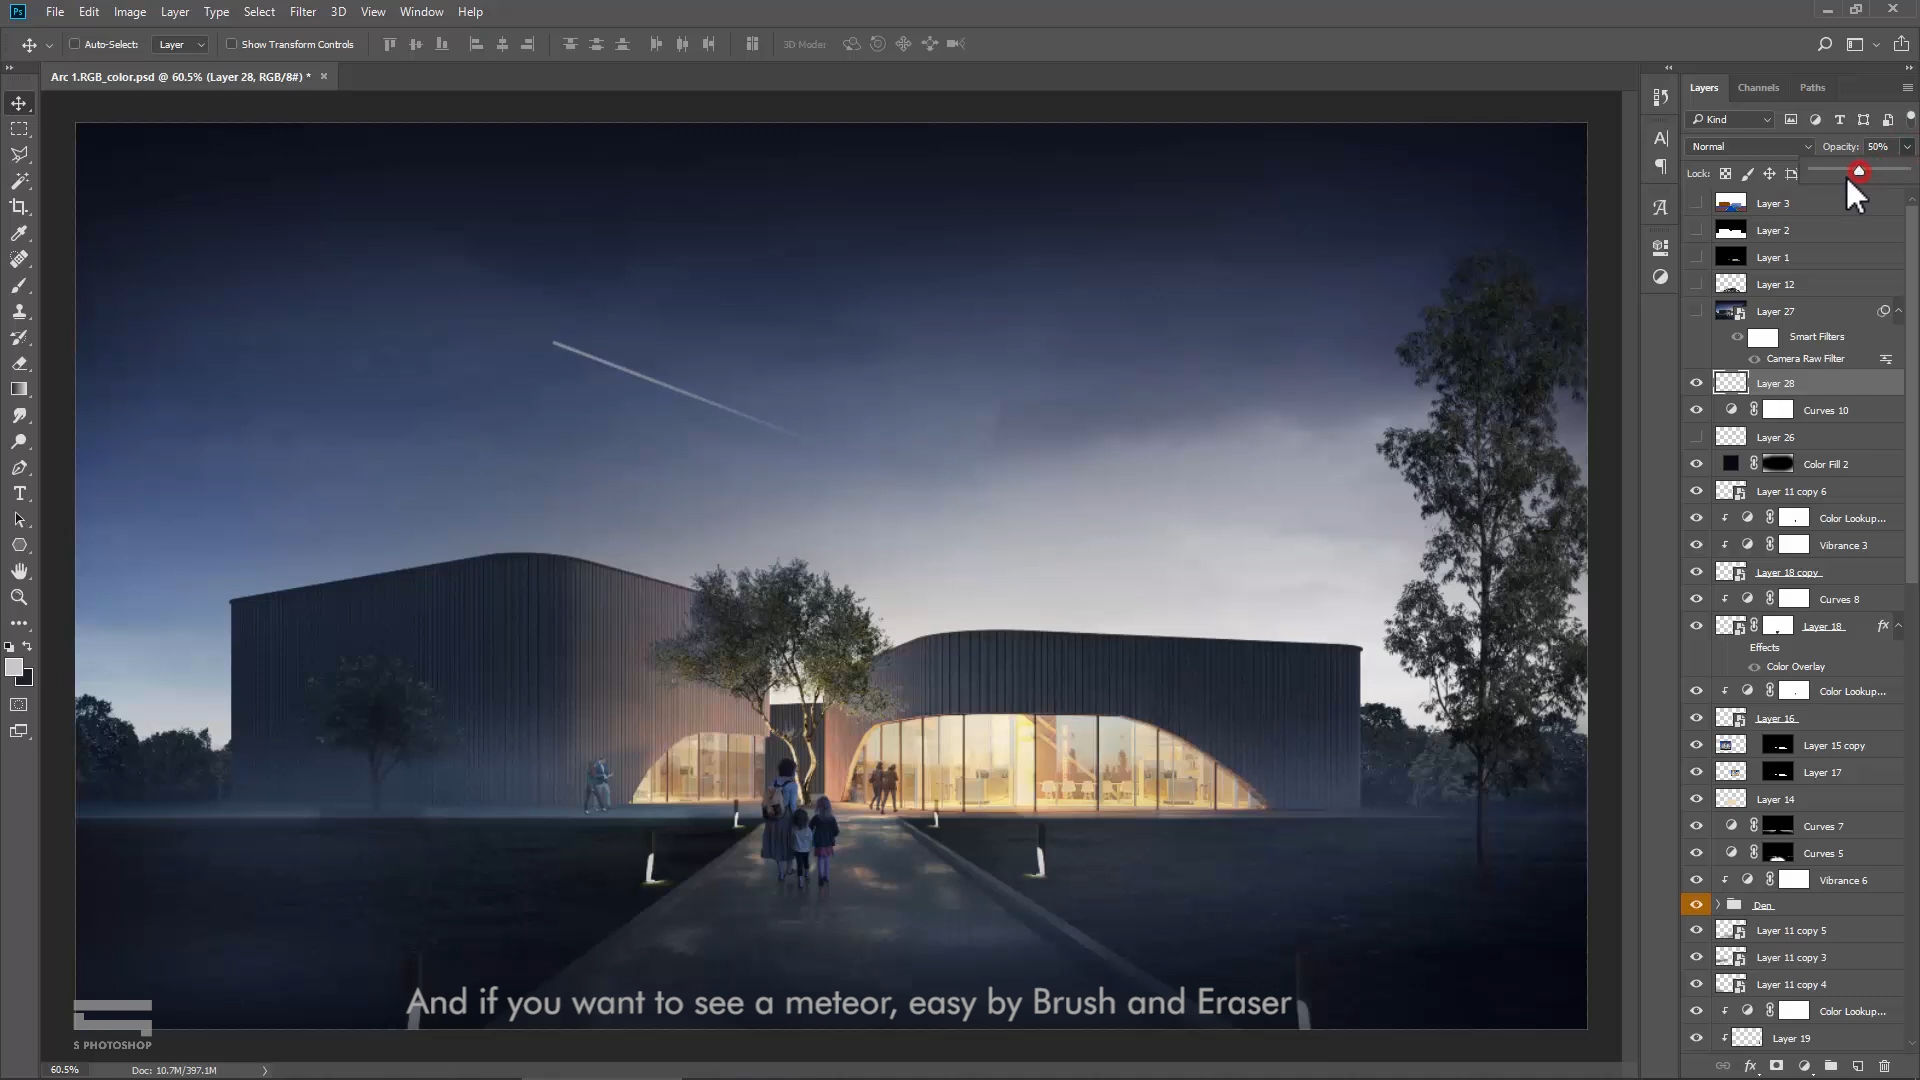 Ps File Edit Image Layer Type Select Filter 3D View Window Help
Auto-Select: Layer Show Transform Controls 3D Mode:
Arc 1.RGB_color.psd @ 60.5% (Layer 28, RGB/8#) * ×
Layers Channels Paths
Kind
Normal Opacity: 50%
Lock:
Layer 3
Layer 2
Layer 1
Layer 12
Layer 27
Smart Filters
Camera Raw Filter
Layer 28
Curves 10
Layer 26
Color Fill 2
Layer 11 copy 6
Color Lookup...
Vibrance 3
Layer 18 copy
Curves 8
Layer 18 fx
Effects
Color Overlay
Color Lookup...
Layer 16
Layer 15 copy
Layer 17
Layer 14
Curves 7
Curves 5
Vibrance 6
Den
Layer 11 copy 5
Layer 11 copy 3
Layer 11 copy 4
Color Lookup...
Layer 19
And if you want to see a meteor, easy by Brush and Eraser
S PHOTOSHOP
60.5% Doc: 10.7M/397.1M